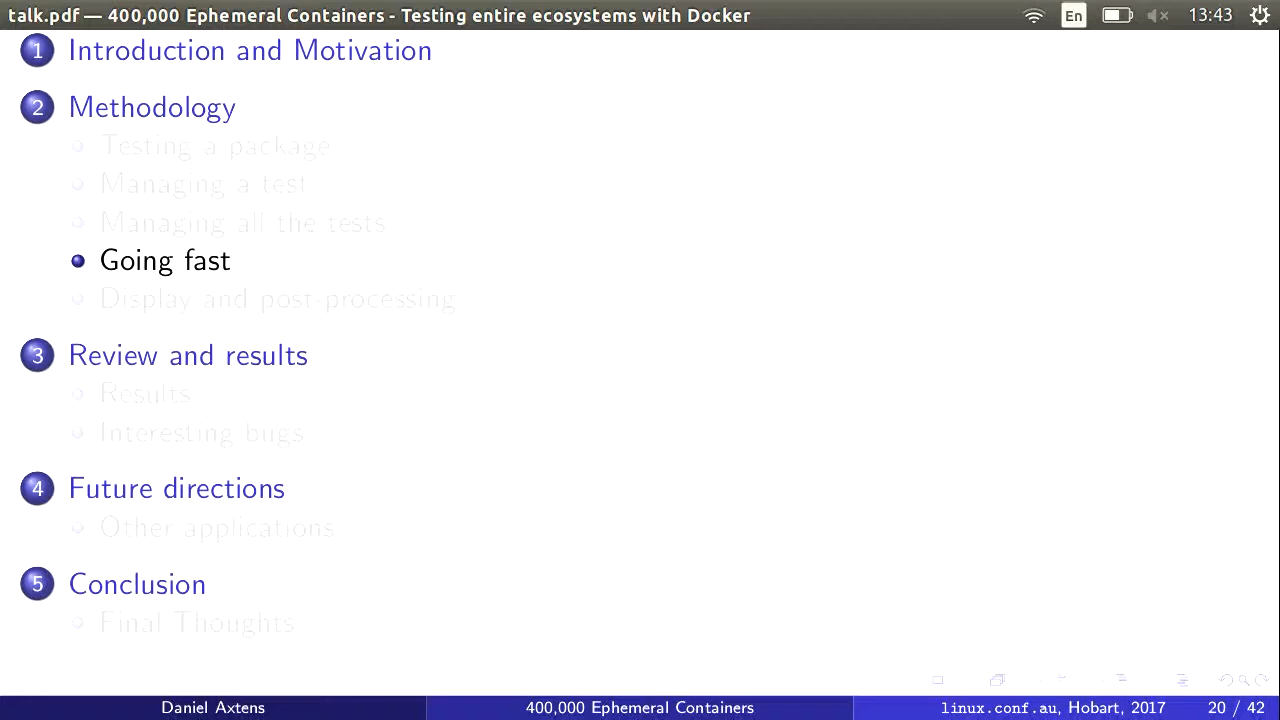 talk.pdf — 400,000 Ephemeral Containers - Testing entire ecosystems with Docker En 13:43
1 Introduction and Motivation
2 Methodology
Testing a package
Managing a test
Managing all the tests
Going fast
Display and post-processing
3 Review and results
Results
Interesting bugs
4 Future directions
Other applications
5 Conclusion
Final Thoughts
Daniel Axtens 400,000 Ephemeral Containers linux.conf.au, Hobart, 2017 20 / 42